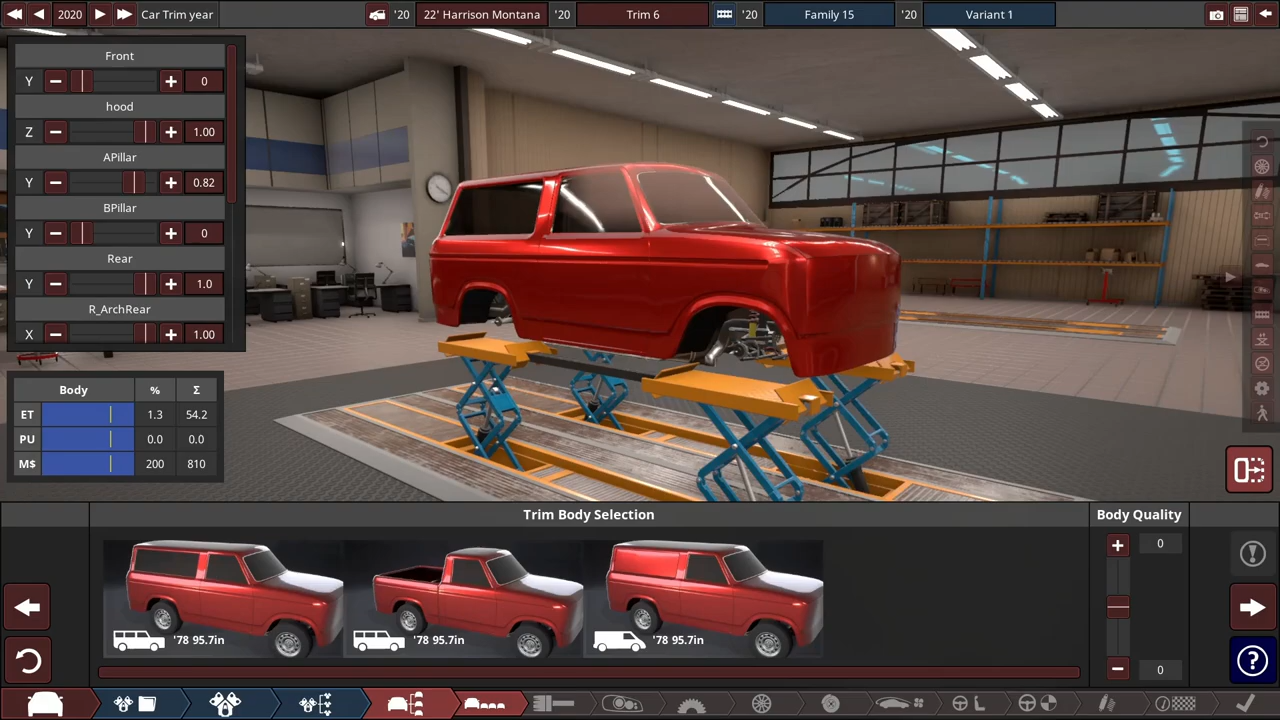 2020
Car Trim year
'20
22' Harrison Montana
'20
Trim 6
'20
Family 15
'20
Variant 1
Front
Y 0
hood
Z 1.00
APillar
Y 0.82
BPillar
Y 0
Rear
Y 1.0
R_ArchRear
X 1.00
Body % Σ
ET 1.3 54.2
PU 0.0 0.0
M$ 200 810
Trim Body Selection
'78 95.7in
'78 95.7in
'78 95.7in
Body Quality
0
0